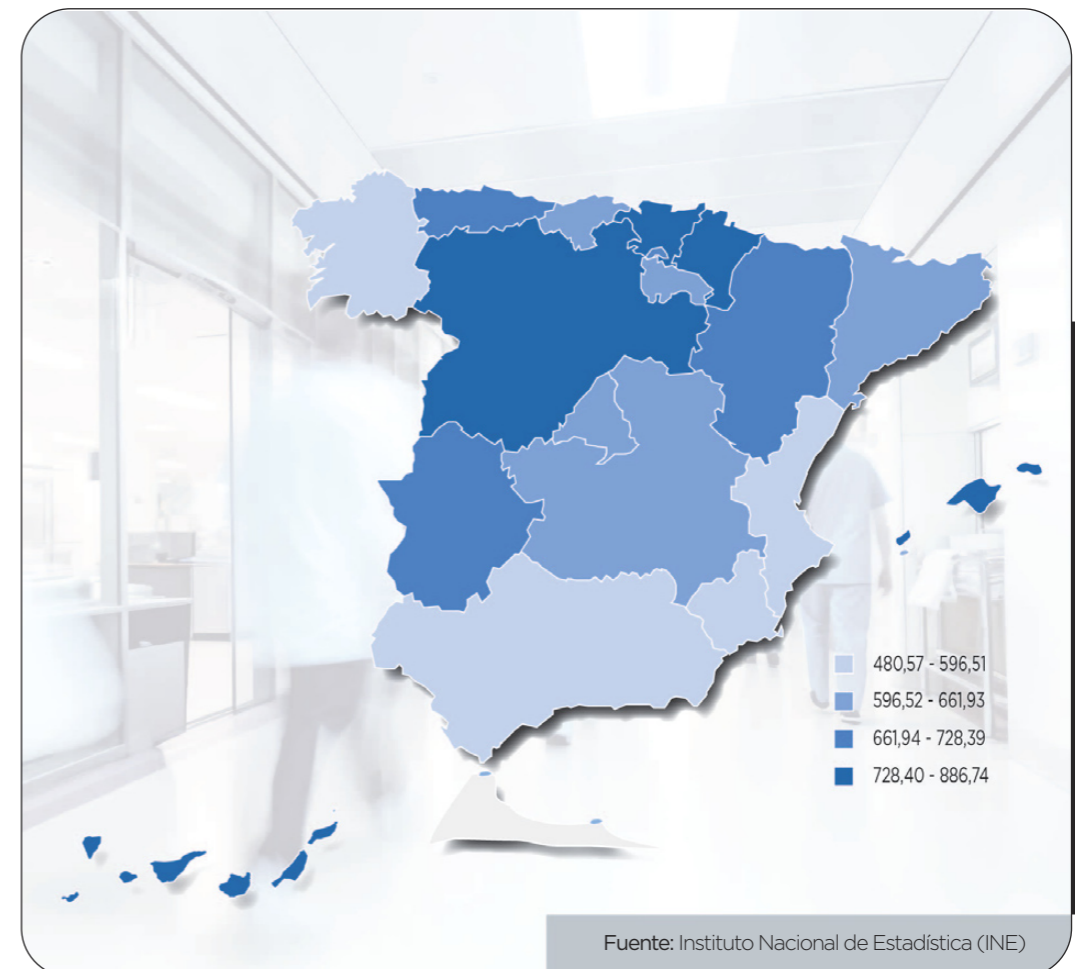 480,57 - 596,51
596,52 - 661,93
661,94 - 728,39
728,40 - 886,74
Fuente: Instituto Nacional de Estadística (INE)